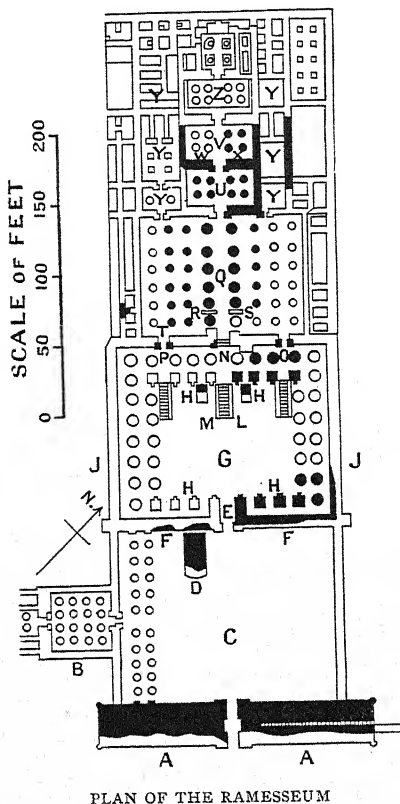 Y Z Y
V
W X
Y Y
U
Y Y
Q
R S
T
P N O
H H
M L
G
J J
H H
E
F F
D
C
B
A A
N.
SCALE OF FEET
200
150
100
50
0
PLAN OF THE RAMESSEUM